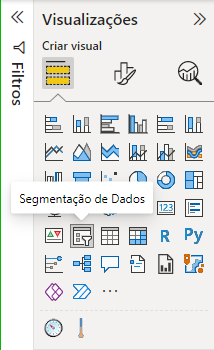 Visualizações
Criar visual
Filtros
Segmentação de Dados
123
R
Py